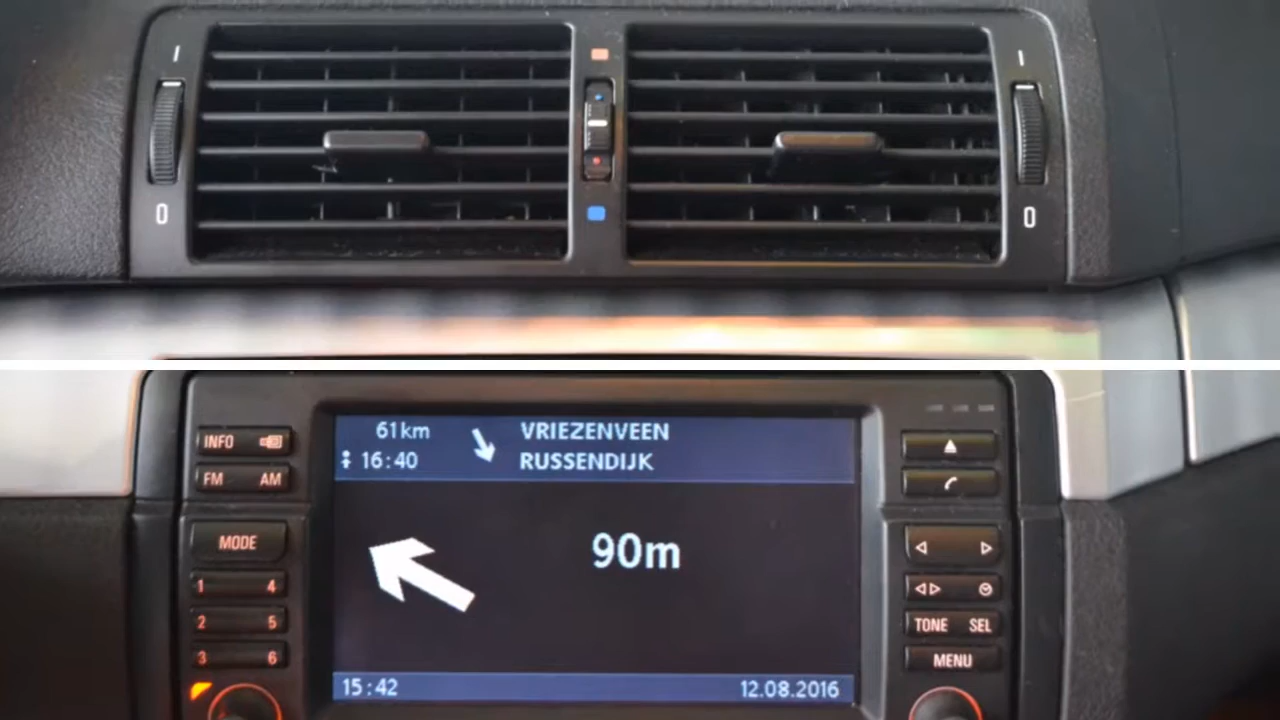 I
I
0
0
INFO
FM AM
MODE
1 4
2 5
3 6
61km
16:40
VRIEZENVEEN
RUSSENDIJK
90m
15:42
12.08.2016
TONE SEL
MENU